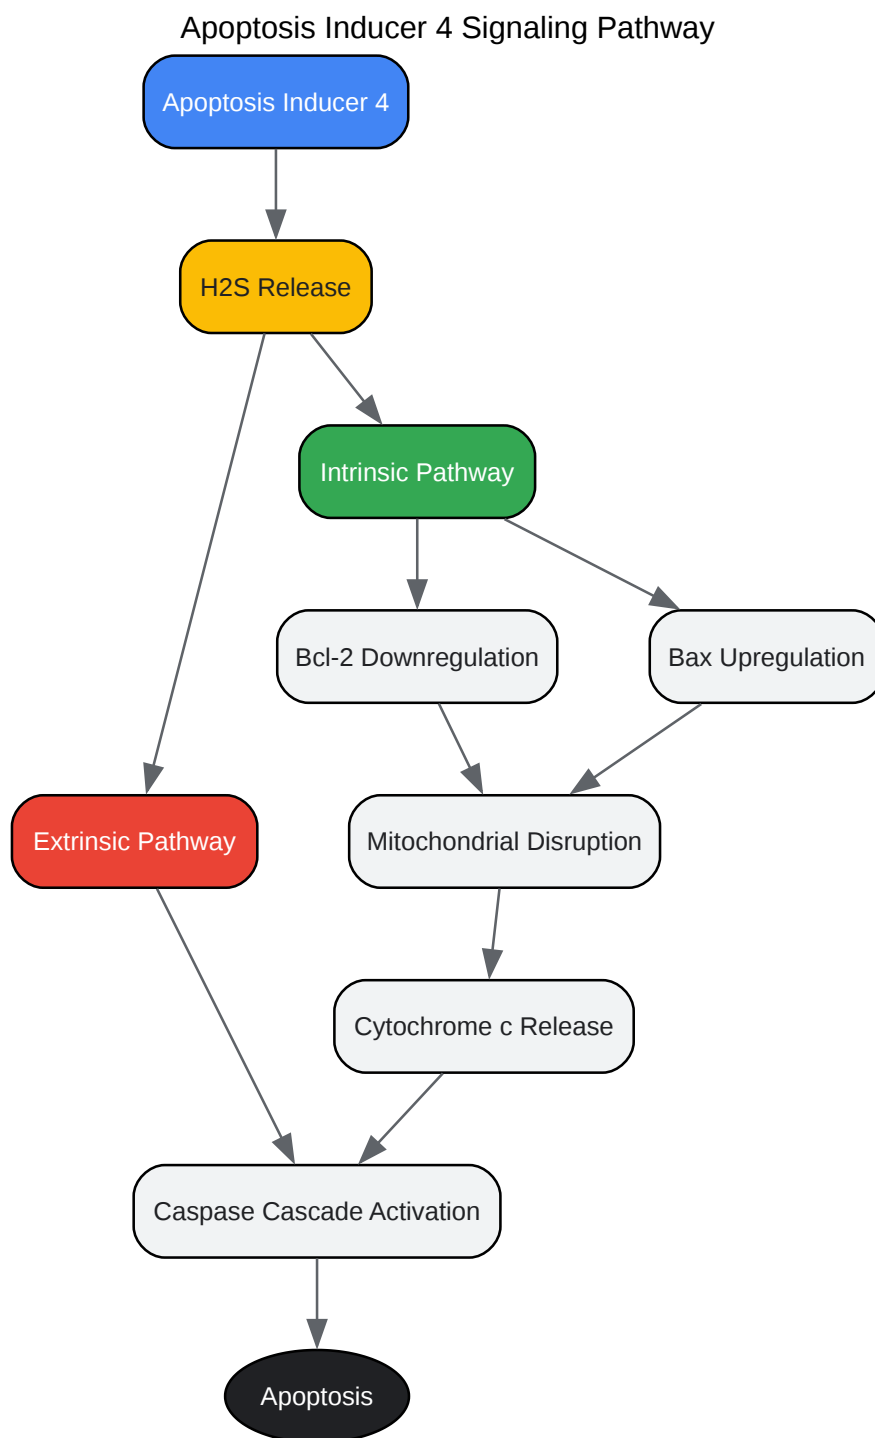 Apoptosis Inducer 4 Signaling Pathway
Apoptosis Inducer 4
H2S Release
Intrinsic Pathway
Bcl-2 Downregulation
Bax Upregulation
Extrinsic Pathway
Mitochondrial Disruption
Cytochrome c Release
Caspase Cascade Activation
Apoptosis